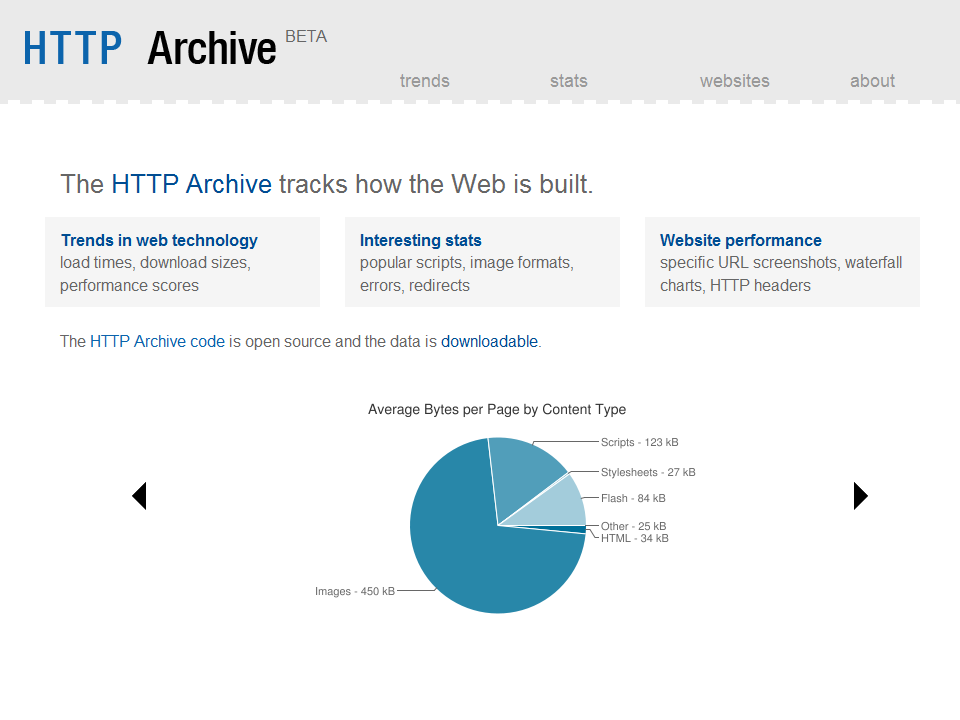 HTTP Archive BETA
trends stats websites about
The HTTP Archive tracks how the Web is built.
Trends in web technology
load times, download sizes,
performance scores
Interesting stats
popular scripts, image formats,
errors, redirects
Website performance
specific URL screenshots, waterfall
charts, HTTP headers
The HTTP Archive code is open source and the data is downloadable.
Average Bytes per Page by Content Type
Scripts - 123 kB
Stylesheets - 27 kB
Flash - 84 kB
Other - 25 kB
HTML - 34 kB
Images - 450 kB